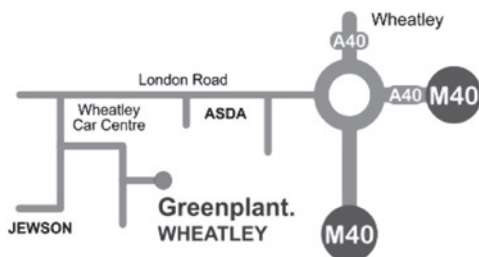 Wheatley
A40
London Road
A40
M40
Wheatley
Car Centre
ASDA
Greenplant.
WHEATLEY
JEWSON
M40